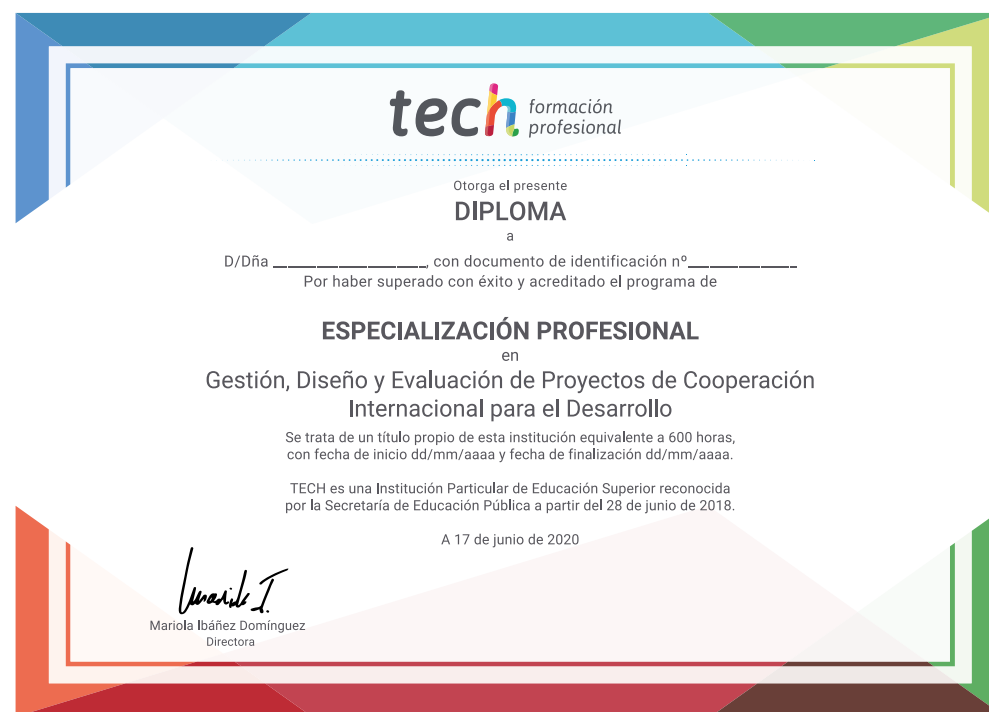 tech formación
profesional
Otorga el presente
DIPLOMA
a
D/Dña ____________________, con documento de identificación nº______________
Por haber superado con éxito y acreditado el programa de
ESPECIALIZACIÓN PROFESIONAL
en
Gestión, Diseño y Evaluación de Proyectos de Cooperación
Internacional para el Desarrollo
Se trata de un título propio de esta institución equivalente a 600 horas,
con fecha de inicio dd/mm/aaaa y fecha de finalización dd/mm/aaaa.
TECH es una Institución Particular de Educación Superior reconocida
por la Secretaría de Educación Pública a partir del 28 de junio de 2018.
A 17 de junio de 2020
Mariola Ibáñez Domínguez
Directora